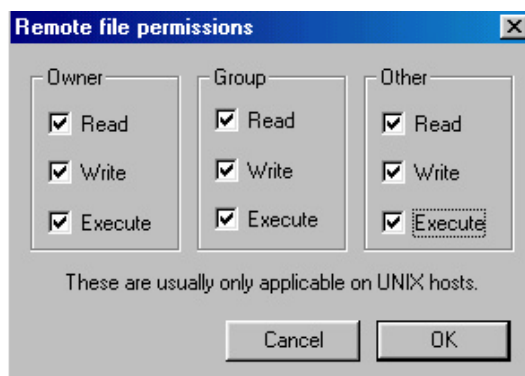 Remote file permissions
Owner Group Other
Read Read Read
Write Write Write
Execute Execute Execute
These are usually only applicable on UNIX hosts.
Cancel OK